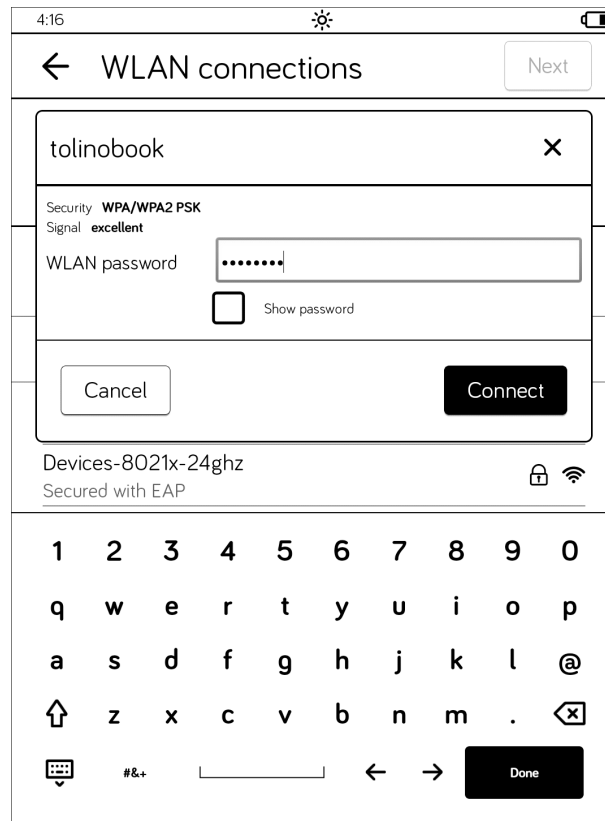 4:16
WLAN connections Next
tolinobook
Security WPA/WPA2 PSK
Signal excellent
WLAN password ••••••••
Show password
Cancel Connect
Devices-8021x-24ghz
Secured with EAP
1 2 3 4 5 6 7 8 9 0
q w e r t y u i o p
a s d f g h j k l @
z x c v b n m .
#&+ Done